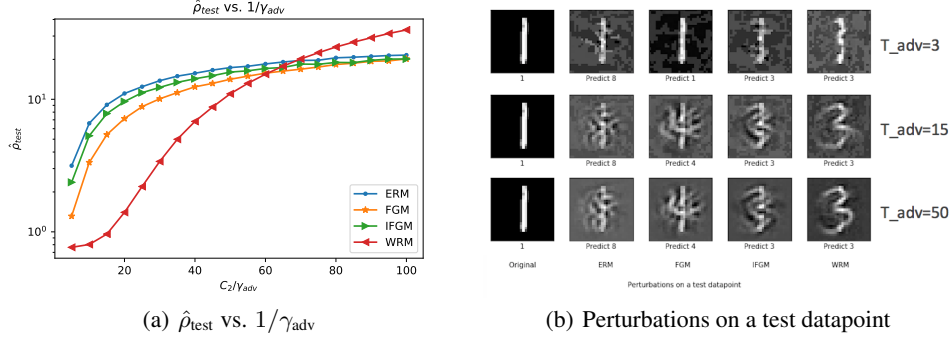 ρ̂_test vs. 1/γ_adv
ρ̂_test
10^1
10^0
ERM
FGM
IFGM
WRM
20 40 60 80 100
C_2/γ_adv
(a) ρ̂_test vs. 1/γ_adv
1 Predict 8 Predict 1 Predict 3 Predict 3
T_adv=3
1 Predict 8 Predict 4 Predict 3 Predict 3
T_adv=15
1 Predict 8 Predict 4 Predict 3 Predict 3
T_adv=50
Original ERM FGM IFGM WRM
Perturbations on a test datapoint
(b) Perturbations on a test datapoint